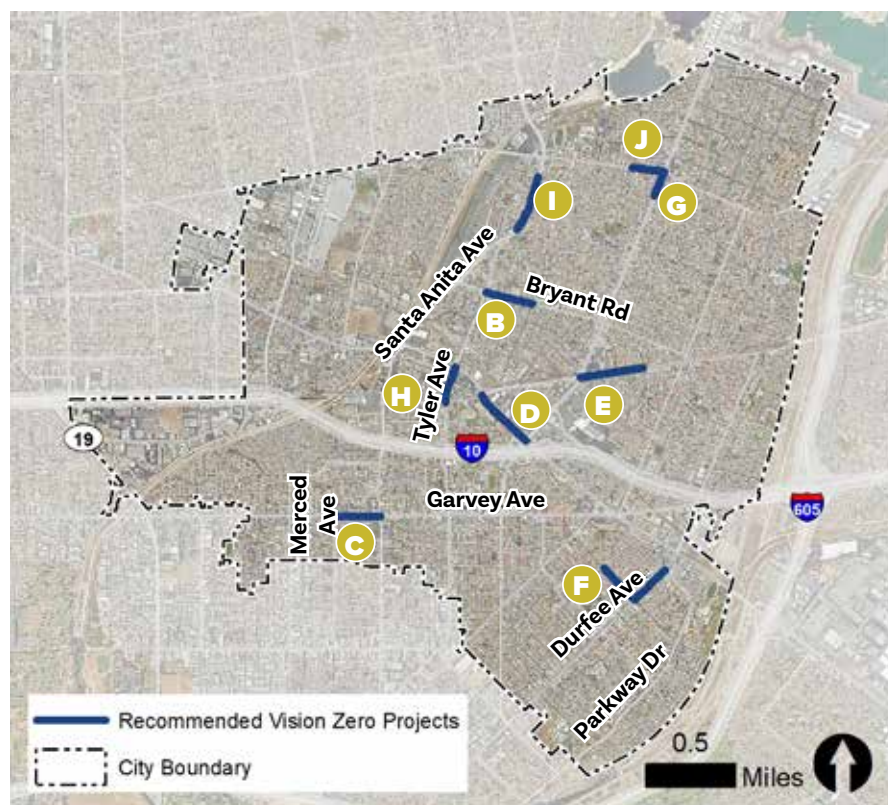 J
I
G
Santa Anita Ave
Bryant Rd
B
Tyler Ave
H
D
E
19
10
Garvey Ave
605
Merced
Ave
C
F
Durfee Ave
Parkway Dr
Recommended Vision Zero Projects
City Boundary
0.5
Miles